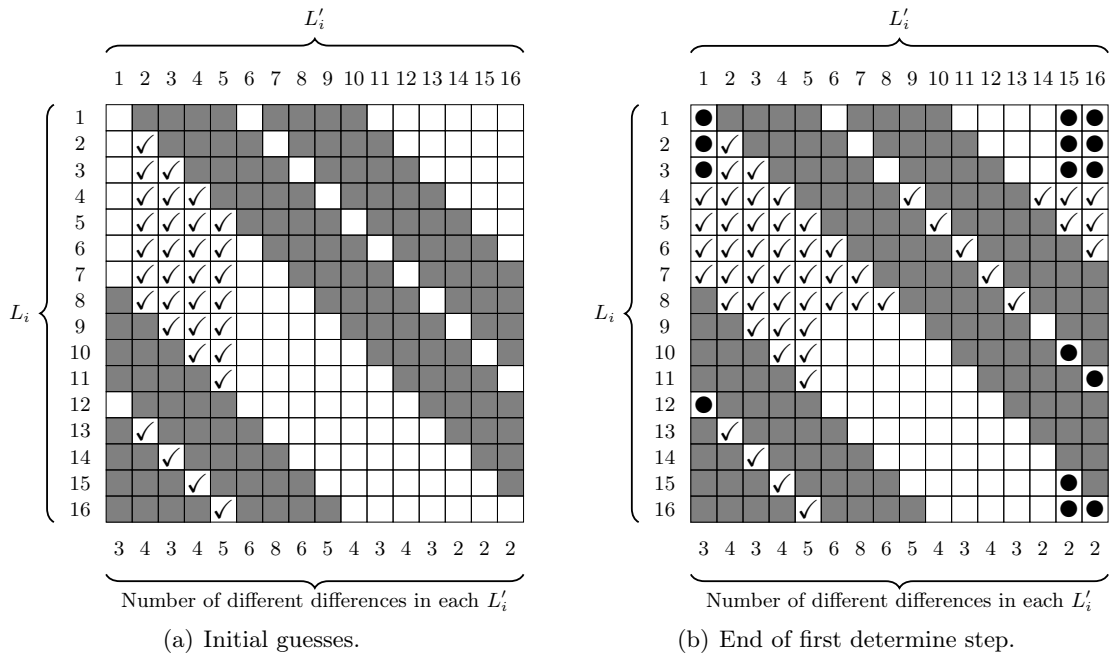 L′ᵢ
1 2 3 4 5 6 7 8 9 10 11 12 13 14 15 16
1
2
3
4
5
6
7
Lᵢ
8
9
10
11
12
13
14
15
16
3 4 3 4 5 6 8 6 5 4 3 4 3 2 2 2
Number of different differences in each L′ᵢ
(a) Initial guesses.
L′ᵢ
1 2 3 4 5 6 7 8 9 10 11 12 13 14 15 16
1
2
3
4
5
6
7
Lᵢ
8
9
10
11
12
13
14
15
16
3 4 3 4 5 6 8 6 5 4 3 4 3 2 2 2
Number of different differences in each L′ᵢ
(b) End of first determine step.